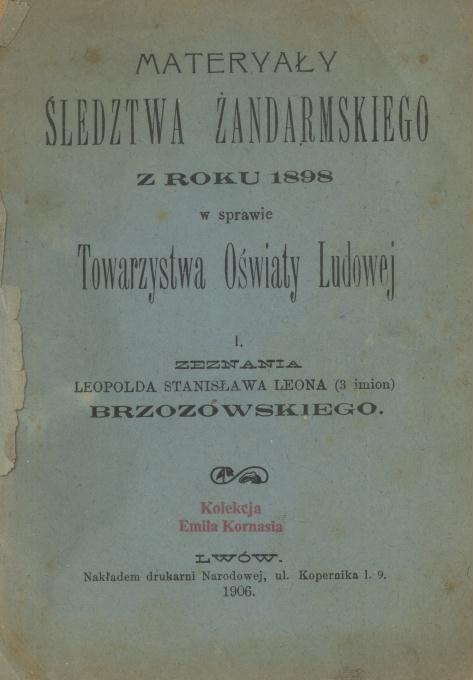 MATERYAŁY
ŚLEDZTWA ŻANDARMSKIEGO
Z ROKU 1898
w sprawie
Towarzystwa Oświaty Ludowej
I.
ZEZNANIA
LEOPOLDA STANISŁAWA LEONA (3 imion)
BRZOZOWSKIEGO.
Kolekcja
Emila Kornasia
LWÓW.
Nakładem drukarni Narodowej, ul. Kopernika l. 9.
1906.